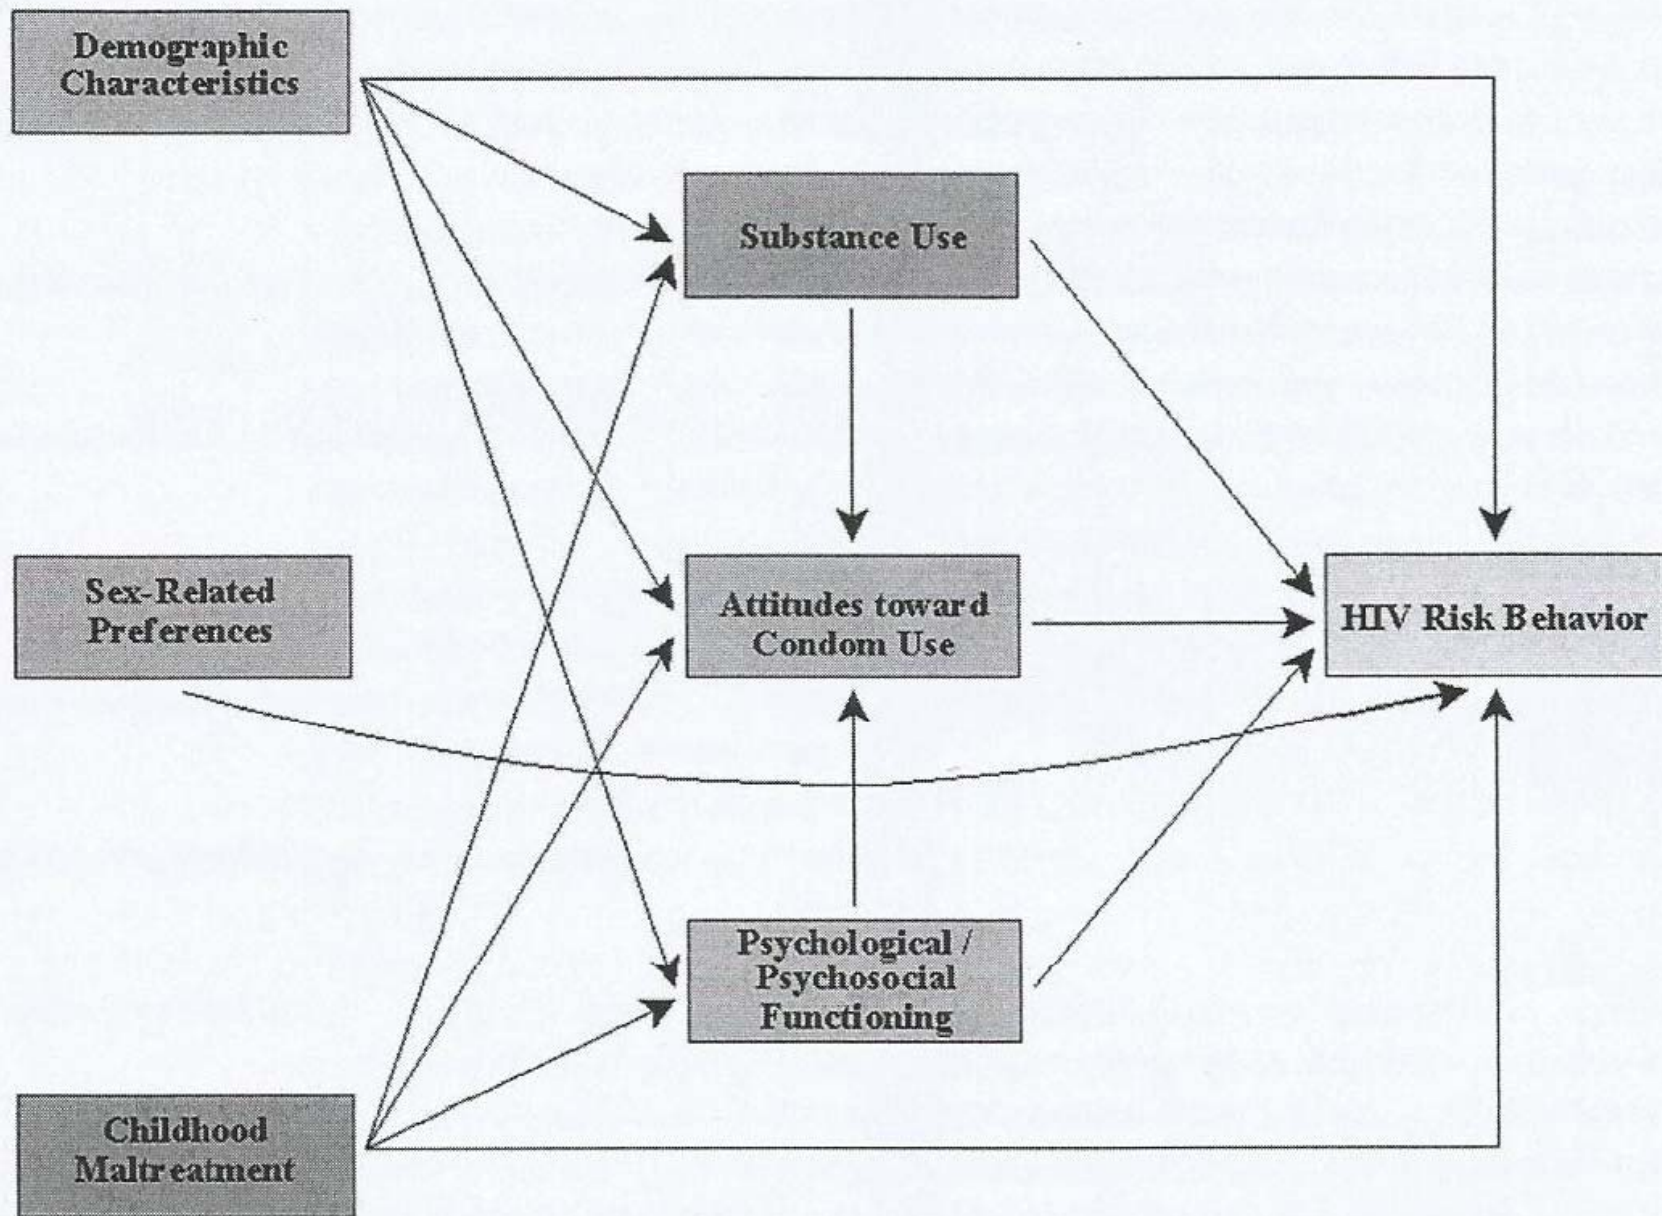 Demographic
Characteristics
Substance Use
Sex-Related
Preferences
Attitudes toward
Condom Use
HIV Risk Behavior
Psychological /
Psychosocial
Functioning
Childhood
Maltreatment